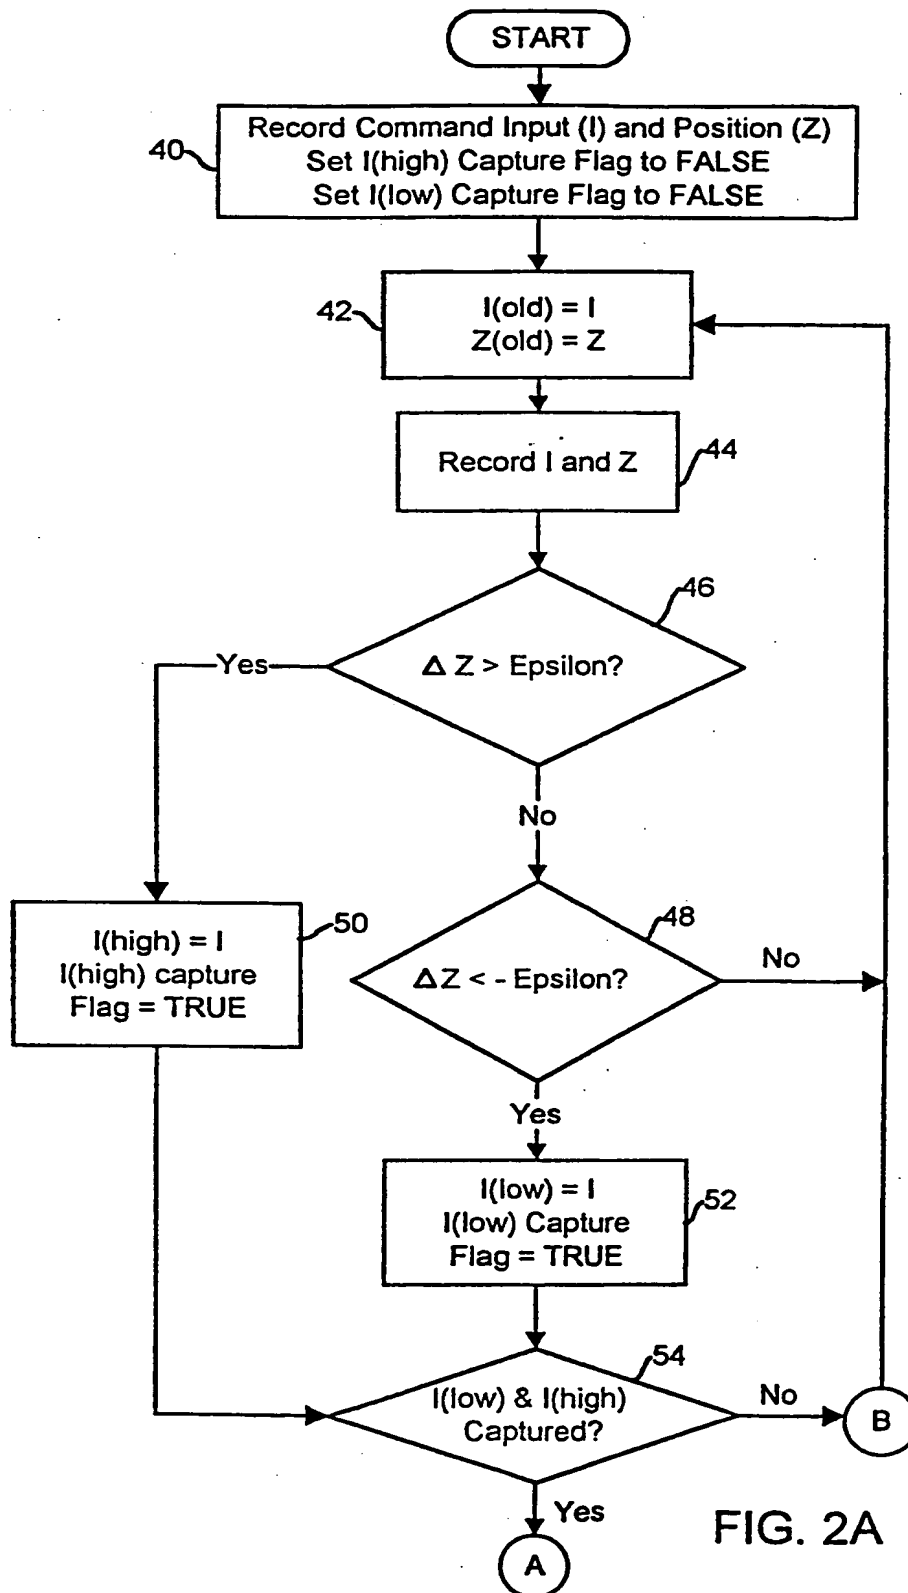 START
40
Record Command Input (I) and Position (Z)
Set I(high) Capture Flag to FALSE
Set I(low) Capture Flag to FALSE
42
I(old) = I
Z(old) = Z
Record I and Z
44
46
Δ Z > Epsilon?
Yes
No
50
I(high) = I
I(high) capture
Flag = TRUE
48
Δ Z < - Epsilon?
No
Yes
I(low) = I
I(low) Capture
Flag = TRUE
52
54
I(low) & I(high)
Captured?
No
B
Yes
A
FIG. 2A